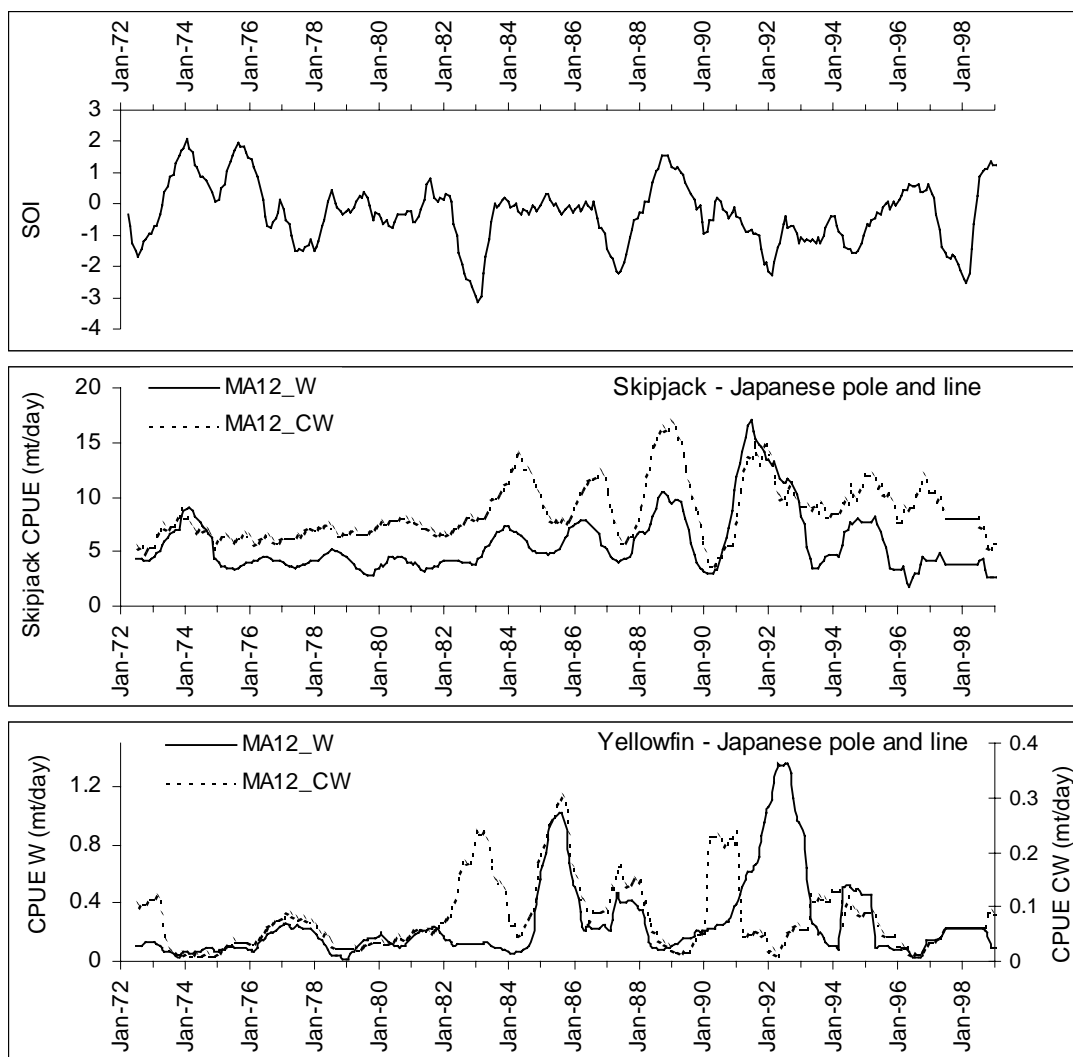 Jan-72 Jan-74 Jan-76 Jan-78 Jan-80 Jan-82 Jan-84 Jan-86 Jan-88 Jan-90 Jan-92 Jan-94 Jan-96 Jan-98
3
2
1
0
-1
-2
-3
-4
SOI
MA12_W
MA12_CW
Skipjack - Japanese pole and line
20
15
10
5
0
Skipjack CPUE (mt/day)
Jan-72 Jan-74 Jan-76 Jan-78 Jan-80 Jan-82 Jan-84 Jan-86 Jan-88 Jan-90 Jan-92 Jan-94 Jan-96 Jan-98
MA12_W
MA12_CW
Yellowfin - Japanese pole and line
1.2
0.8
0.4
0
CPUE W (mt/day)
0.4
0.3
0.2
0.1
0
CPUE CW (mt/day)
Jan-72 Jan-74 Jan-76 Jan-78 Jan-80 Jan-82 Jan-84 Jan-86 Jan-88 Jan-90 Jan-92 Jan-94 Jan-96 Jan-98